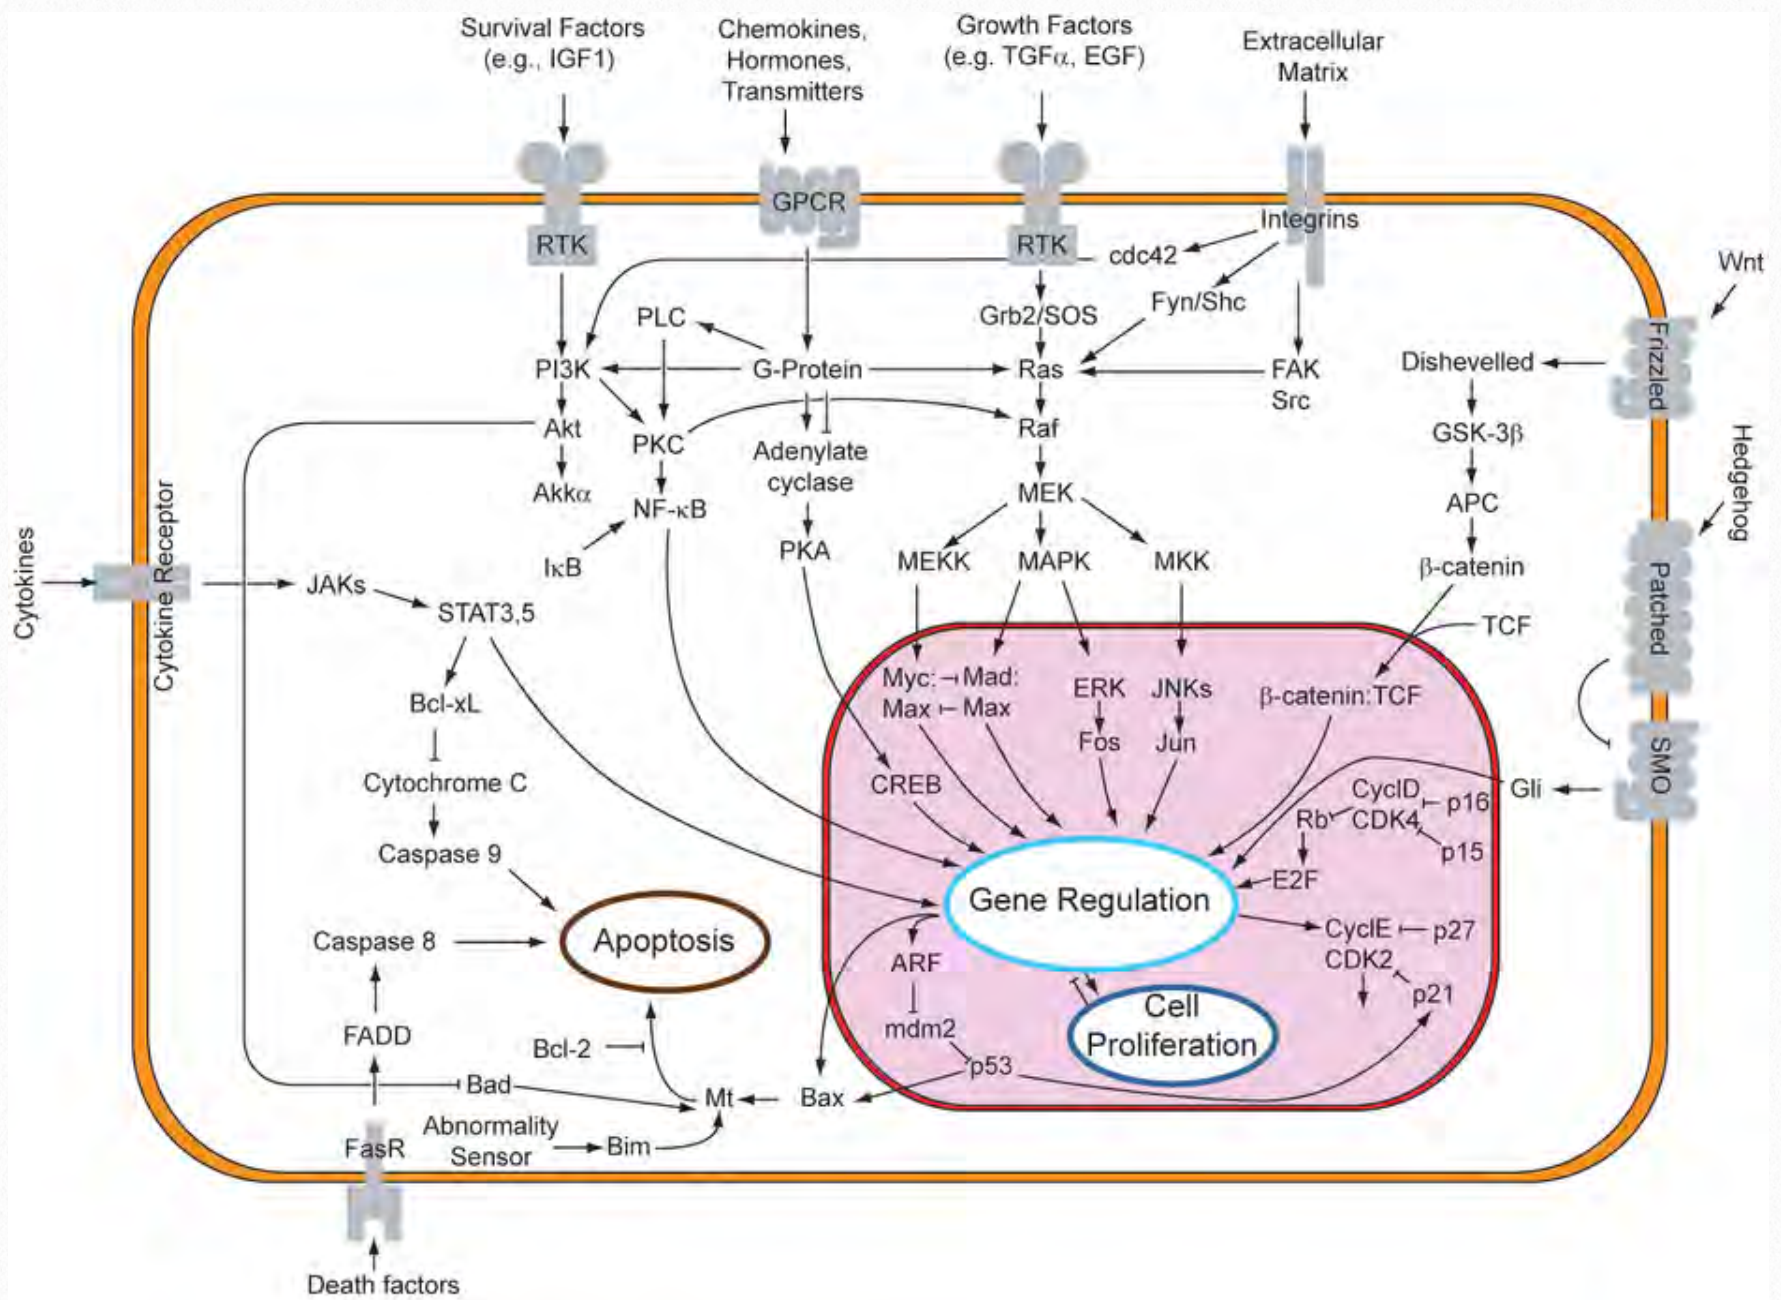 Survival Factors
(e.g., IGF1)
Chemokines,
Hormones,
Transmitters
Growth Factors
(e.g. TGFα, EGF)
Extracellular
Matrix
RTK
GPCR
RTK
Integrins
cdc42
Fyn/Shc
Wnt
Frizzled
PLC
Grb2/SOS
PI3K
G-Protein
Ras
FAK
Src
Dishevelled
Akt
PKC
Raf
GSK-3β
Hedgehog
Adenylate
cyclase
Akkα
NF-κB
MEK
APC
IκB
PKA
MEKK
MAPK
MKK
β-catenin
Patched
Cytokines
Cytokine Receptor
JAKs
STAT3,5
TCF
Myc:
Mad:
Max
Max
ERK
JNKs
β-catenin:TCF
Bcl-xL
Fos
Jun
SMO
Cytochrome C
CREB
CyclD
p16
Gli
Rb
CDK4
p15
Caspase 9
E2F
Gene Regulation
Caspase 8
Apoptosis
CyclE
p27
CDK2
ARF
p21
Cell
Proliferation
FADD
Bcl-2
mdm2
p53
Bad
Mt
Bax
Abnormality
Sensor
Bim
FasR
Death factors